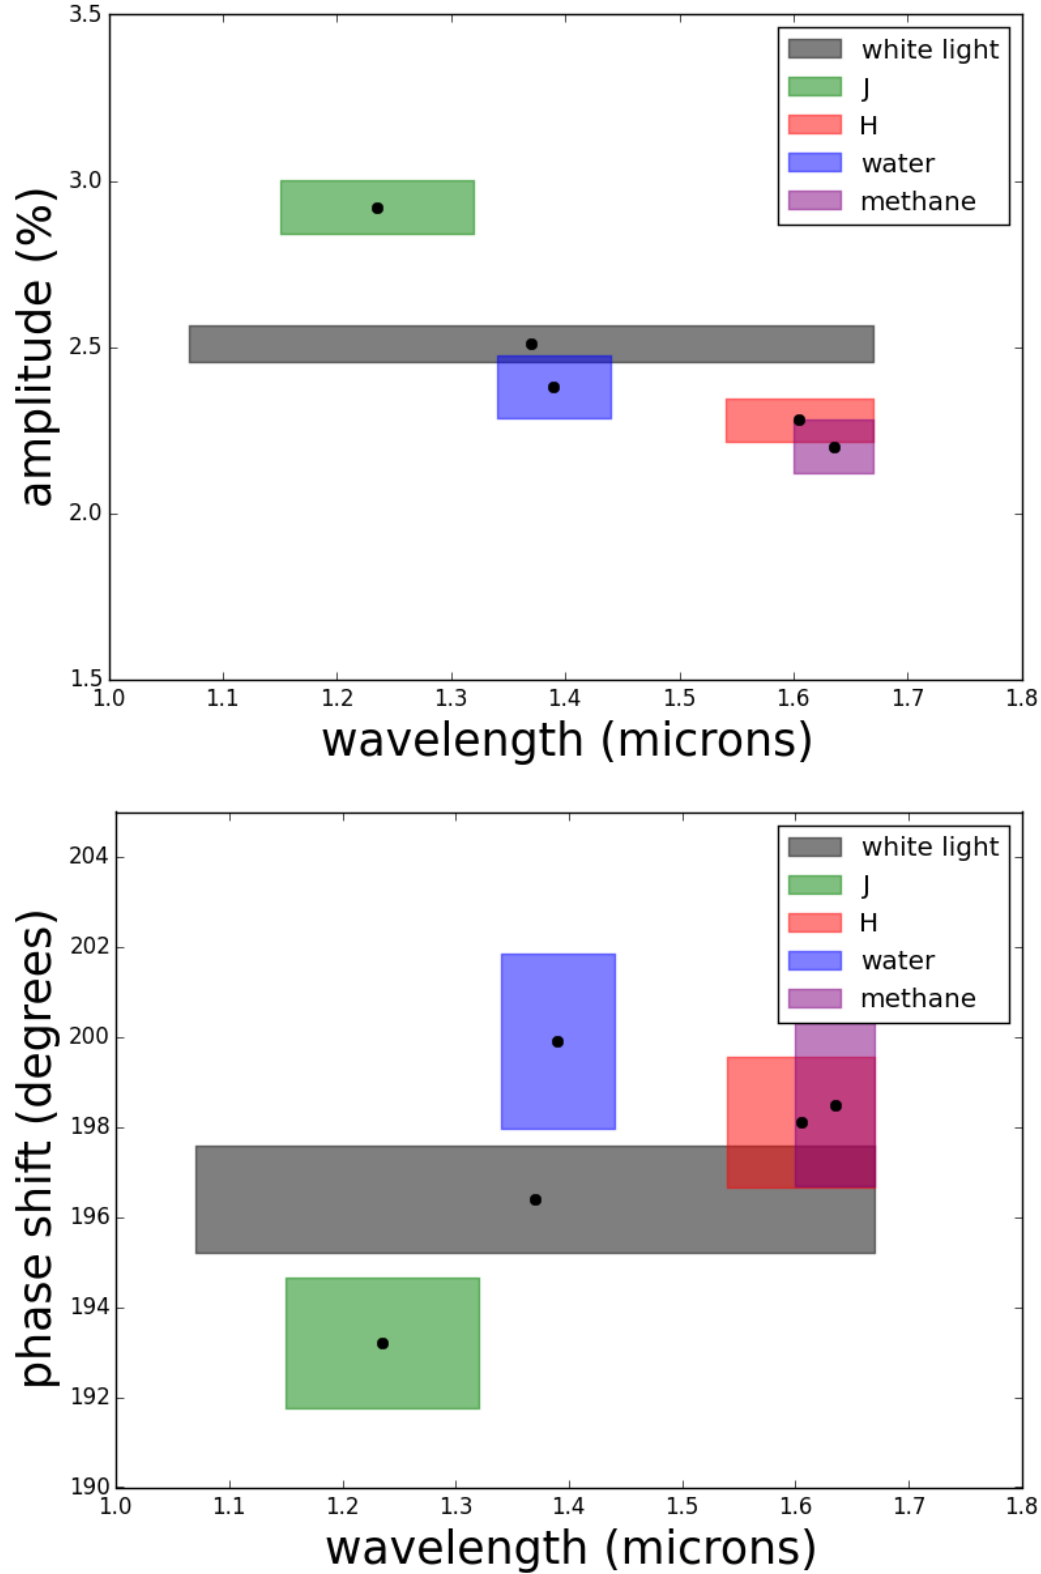 3.5
3.0
2.5
2.0
1.5
amplitude (%)
white light
J
H
water
methane
1.0 1.1 1.2 1.3 1.4 1.5 1.6 1.7 1.8
wavelength (microns)
204
202
200
198
196
194
192
190
phase shift (degrees)
white light
J
H
water
methane
1.0 1.1 1.2 1.3 1.4 1.5 1.6 1.7 1.8
wavelength (microns)